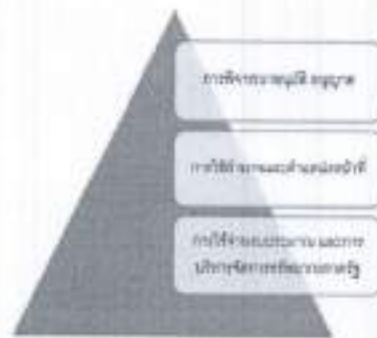 การพิจารณาอนุมัติ อนุญาต
การใช้อำนาจและตำแหน่งหน้าที่
การใช้จ่ายงบประมาณ และการ
บริหารจัดการทรัพยากรภาครัฐ